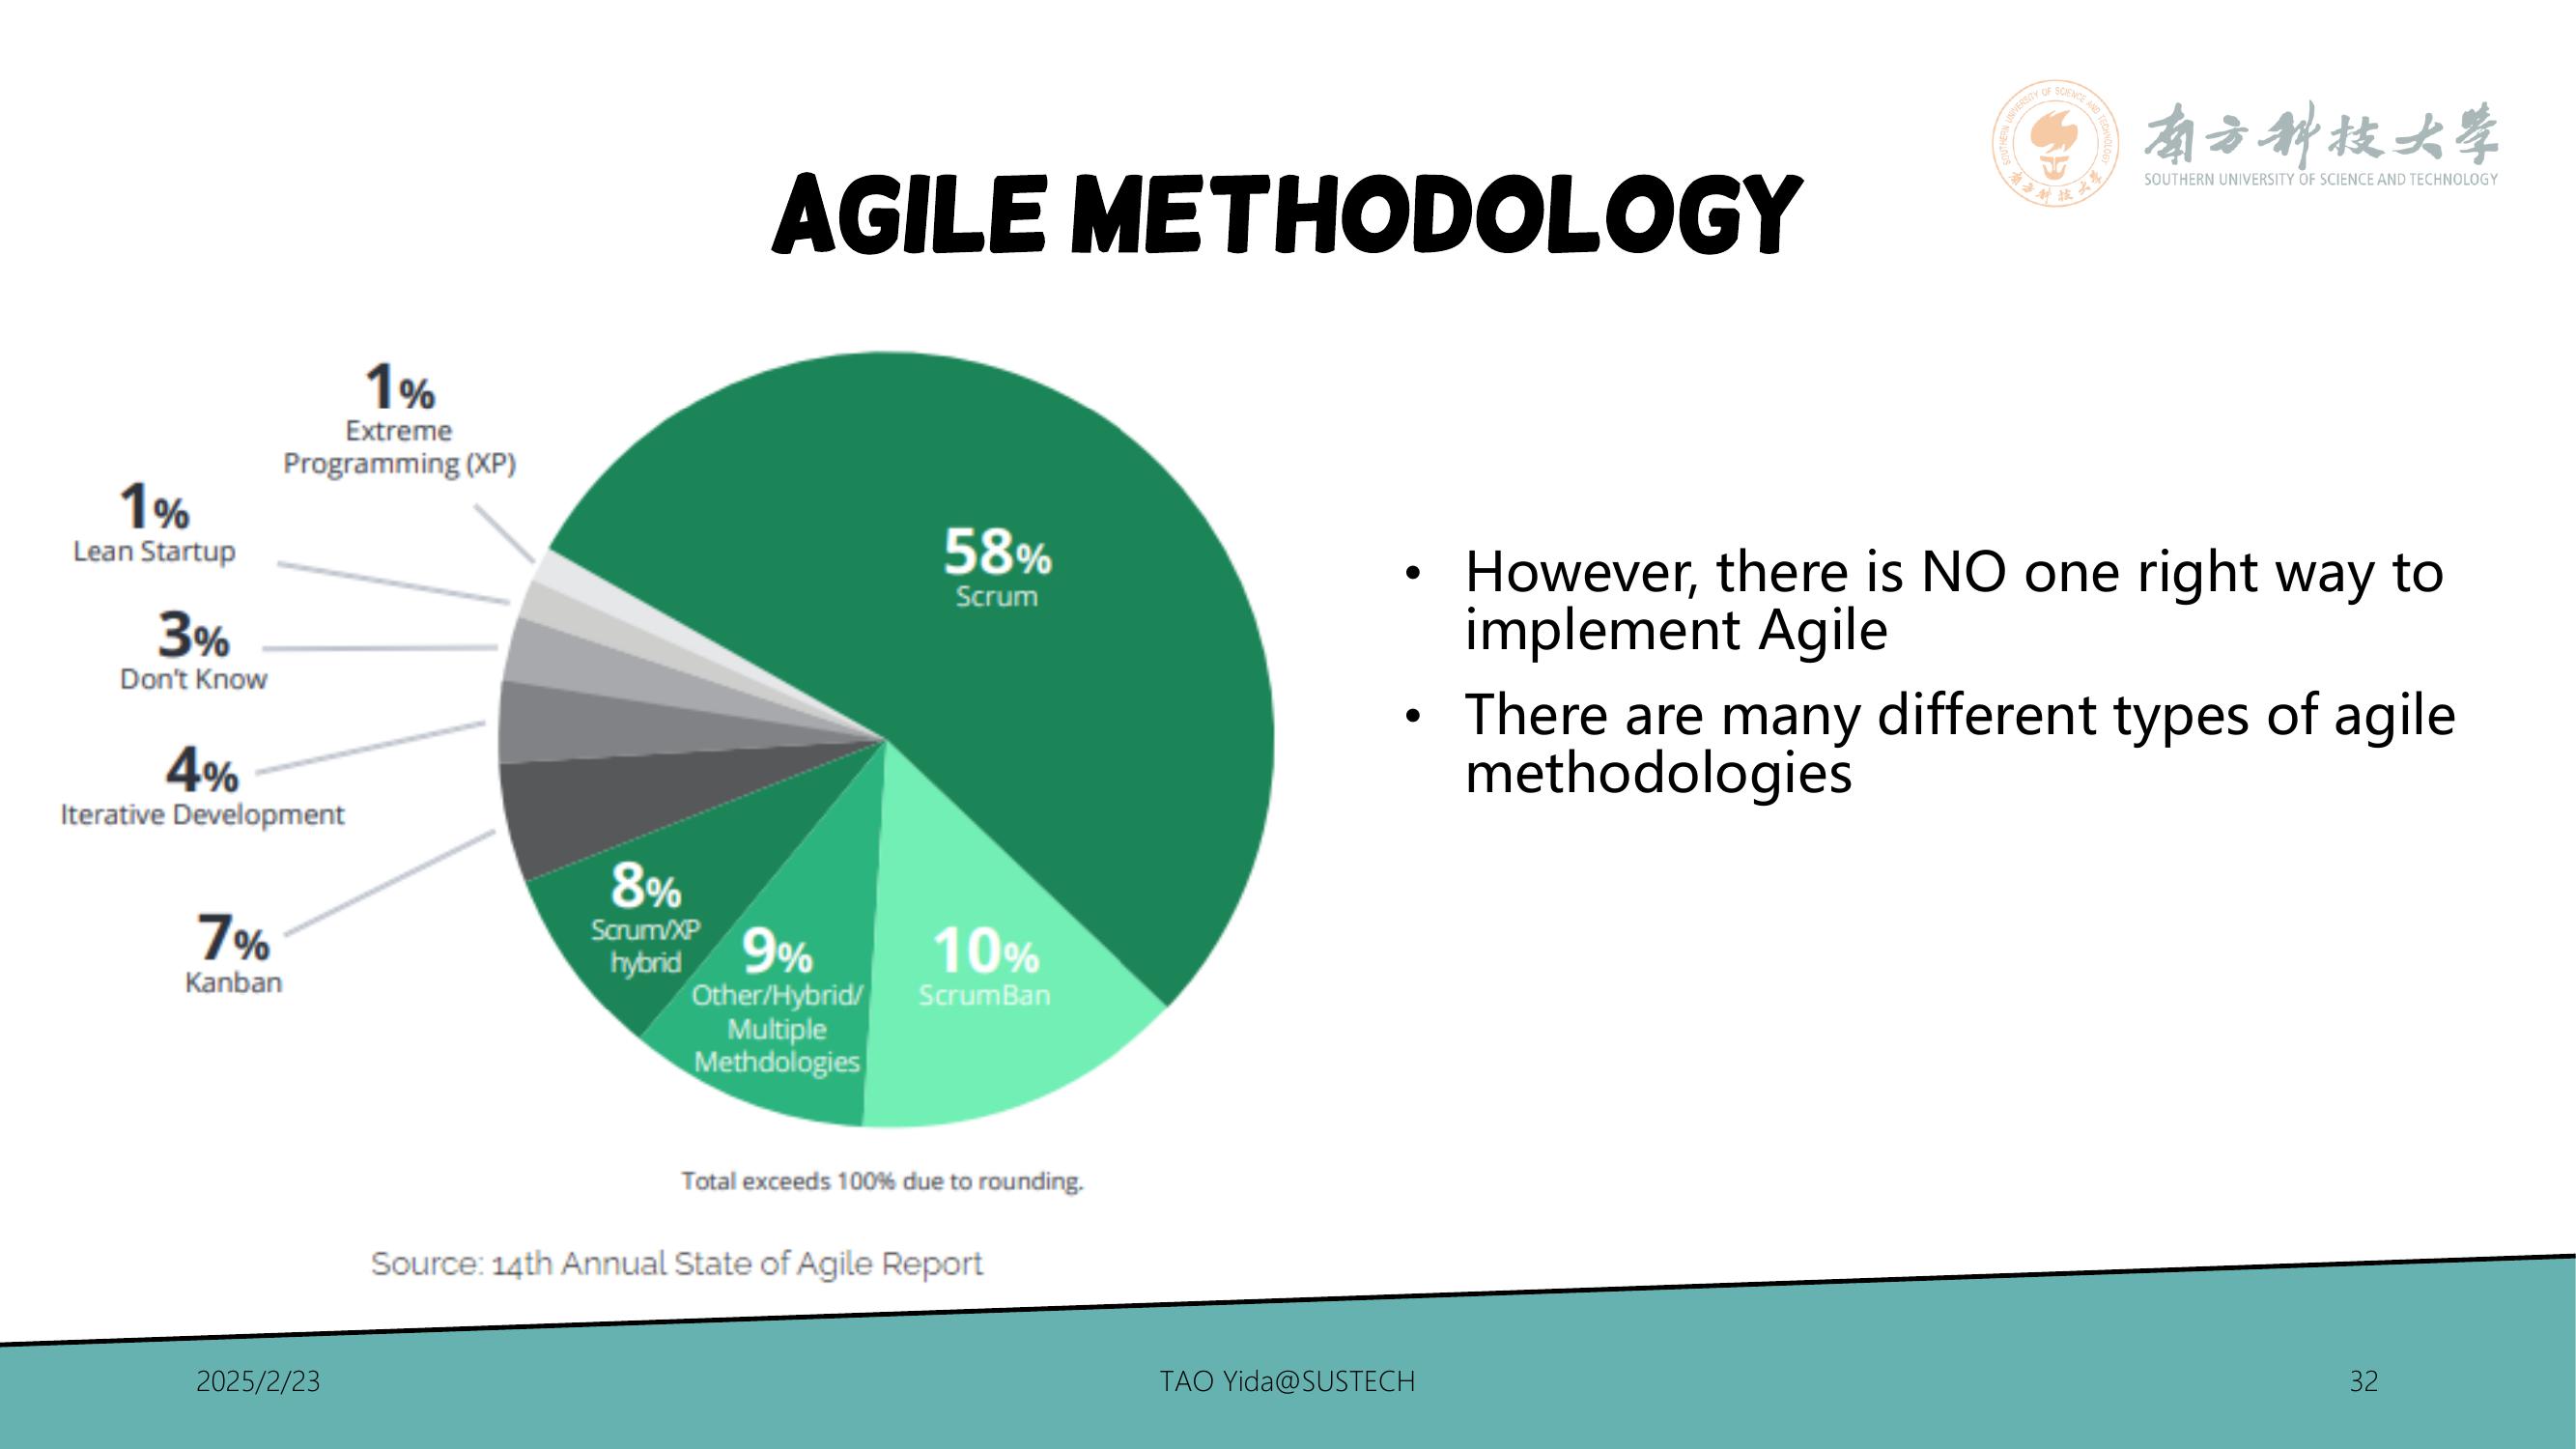 南方科技大学
SOUTHERN UNIVERSITY OF SCIENCE AND TECHNOLOGY
AGILE METHODOLOGY
1%
Extreme
Programming (XP)
1%
Lean Startup
3%
Don't Know
4%
Iterative Development
7%
Kanban
58%
Scrum
8%
Scrum/XP
hybrid
9%
Other/Hybrid/
Multiple
Methdologies
10%
ScrumBan
Total exceeds 100% due to rounding.
Source: 14th Annual State of Agile Report
• However, there is NO one right way to
implement Agile
• There are many different types of agile
methodologies
2025/2/23
TAO Yida@SUSTECH
32